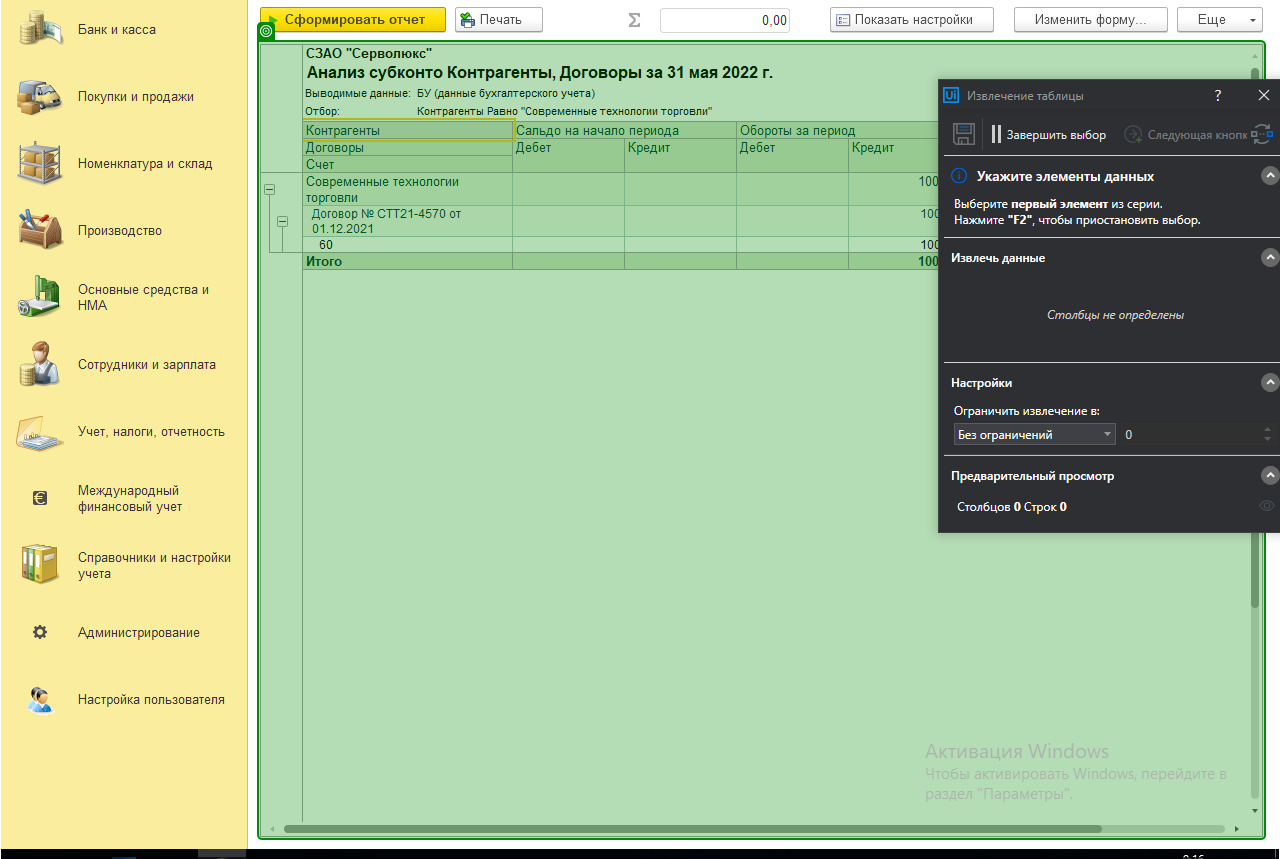 Банк и касса
Покупки и продажи
Номенклатура и склад
Производство
Основные средства и
НМА
Сотрудники и зарплата
Учет, налоги, отчетность
Международный
финансовый учет
Справочники и настройки
учета
Администрирование
Настройка пользователя
Сформировать отчет
Печать
Σ
0,00
Показать настройки
Изменить форму...
Еще
СЗАО "Серволюкс"
Анализ субконто Контрагенты, Договоры за 31 мая 2022 г.
Выводимые данные: БУ (данные бухгалтерского учета)
Отбор: Контрагенты Равно "Современные технологии торговли"
Контрагенты Сальдо на начало периода Обороты за период
Договоры Дебет Кредит Дебет Кредит
Счет
Современные технологии 100
торговли
Договор № СТТ21-4570 от 100
01.12.2021
60 100
Итого 100
Ui Извлечение таблицы ?
Завершить выбор
Следующая кнопк
Укажите элементы данных
Выберите первый элемент из серии.
Нажмите "F2", чтобы приостановить выбор.
Извлечь данные
Столбцы не определены
Настройки
Ограничить извлечение в:
Без ограничений 0
Предварительный просмотр
Столбцов 0 Строк 0
Активация Windows
Чтобы активировать Windows, перейдите в
раздел "Параметры".